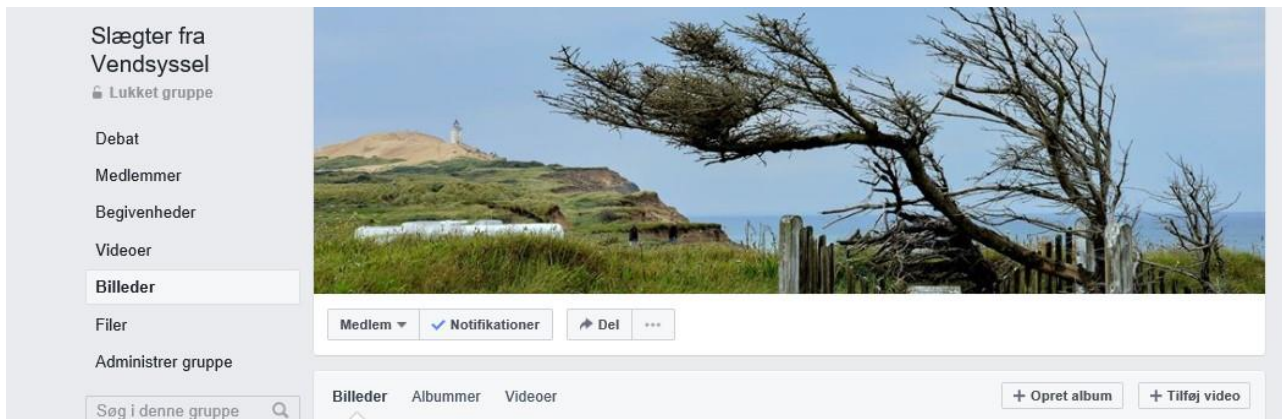 Slægter fra
Vendsyssel
Lukket gruppe
Debat
Medlemmer
Begivenheder
Videoer
Billeder
Filer
Administrer gruppe
Søg i denne gruppe
Medlem Notifikationer Del
Billeder Albummer Videoer + Opret album + Tilføj video